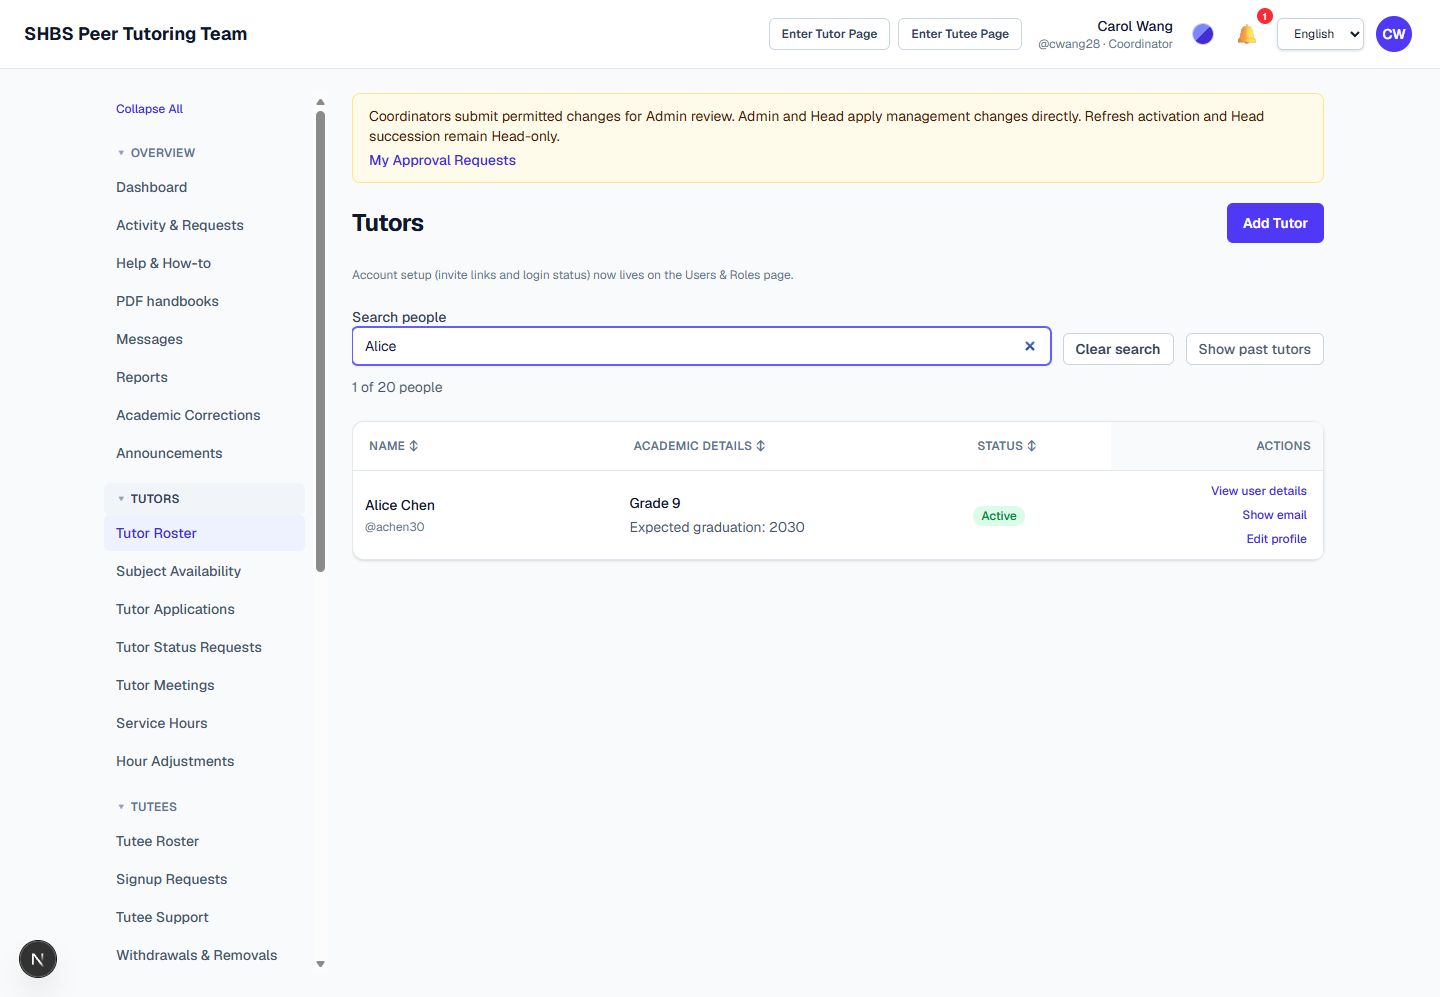 SHBS Peer Tutoring Team
Enter Tutor Page
Enter Tutee Page
Carol Wang
@cwang28 · Coordinator
1
English
CW
Collapse All
OVERVIEW
Dashboard
Activity & Requests
Help & How-to
PDF handbooks
Messages
Reports
Academic Corrections
Announcements
TUTORS
Tutor Roster
Subject Availability
Tutor Applications
Tutor Status Requests
Tutor Meetings
Service Hours
Hour Adjustments
TUTEES
Tutee Roster
Signup Requests
Tutee Support
Withdrawals & Removals
N
Coordinators submit permitted changes for Admin review. Admin and Head apply management changes directly. Refresh activation and Head
succession remain Head-only.
My Approval Requests
Tutors
Add Tutor
Account setup (invite links and login status) now lives on the Users & Roles page.
Search people
Alice
Clear search
Show past tutors
1 of 20 people
NAME ACADEMIC DETAILS STATUS ACTIONS
Alice Chen
@achen30
Grade 9
Expected graduation: 2030
Active
View user details
Show email
Edit profile